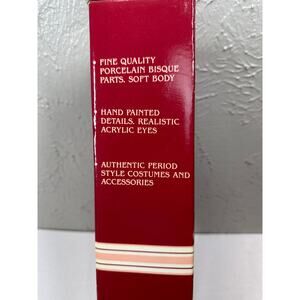 FINE QUALITY
PORCELAIN BISQUE
PARTS. SOFT BODY
HAND PAINTED
DETAILS. REALISTIC
ACRYLIC EYES
AUTHENTIC PERIOD
STYLE COSTUMES AND
ACCESSORIES